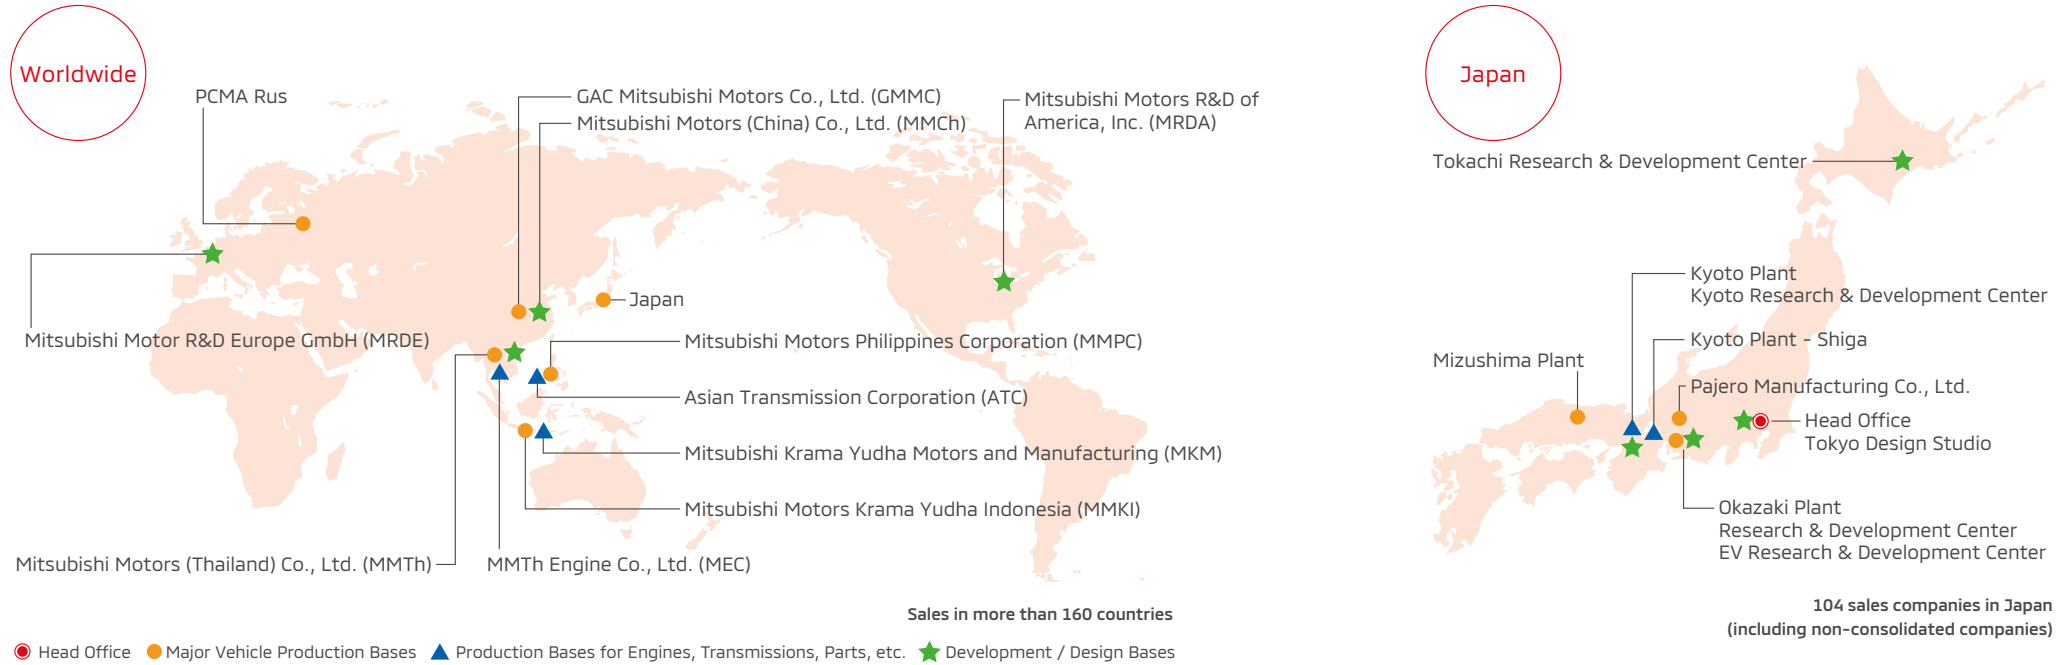 Worldwide
PCMA Rus
GAC Mitsubishi Motors Co., Ltd. (GMMC)
Mitsubishi Motors (China) Co., Ltd. (MMCh)
Mitsubishi Motors R&D of
America, Inc. (MRDA)
Japan
Mitsubishi Motor R&D Europe GmbH (MRDE)
Mitsubishi Motors Philippines Corporation (MMPC)
Asian Transmission Corporation (ATC)
Mitsubishi Krama Yudha Motors and Manufacturing (MKM)
Mitsubishi Motors Krama Yudha Indonesia (MMKI)
Mitsubishi Motors (Thailand) Co., Ltd. (MMTh)
MMTh Engine Co., Ltd. (MEC)
Sales in more than 160 countries
Head Office
Major Vehicle Production Bases
Production Bases for Engines, Transmissions, Parts, etc.
Development / Design Bases
Japan
Tokachi Research & Development Center
Kyoto Plant
Kyoto Research & Development Center
Kyoto Plant – Shiga
Mizushima Plant
Pajero Manufacturing Co., Ltd.
Head Office
Tokyo Design Studio
Okazaki Plant
Research & Development Center
EV Research & Development Center
104 sales companies in Japan
(including non-consolidated companies)